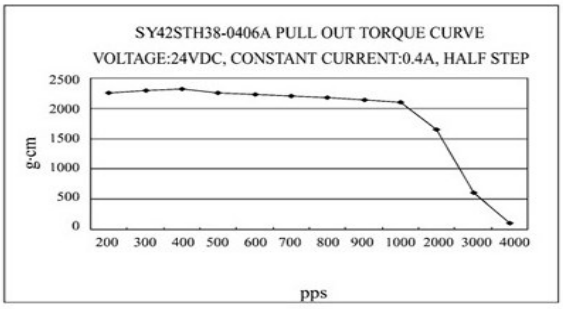 SY42STH38-0406A PULL OUT TORQUE CURVE
VOLTAGE:24VDC, CONSTANT CURRENT:0.4A, HALF STEP
2500
2000
1500
1000
500
0
g·cm
200 300 400 500 600 700 800 900 1000 2000 3000 4000
pps